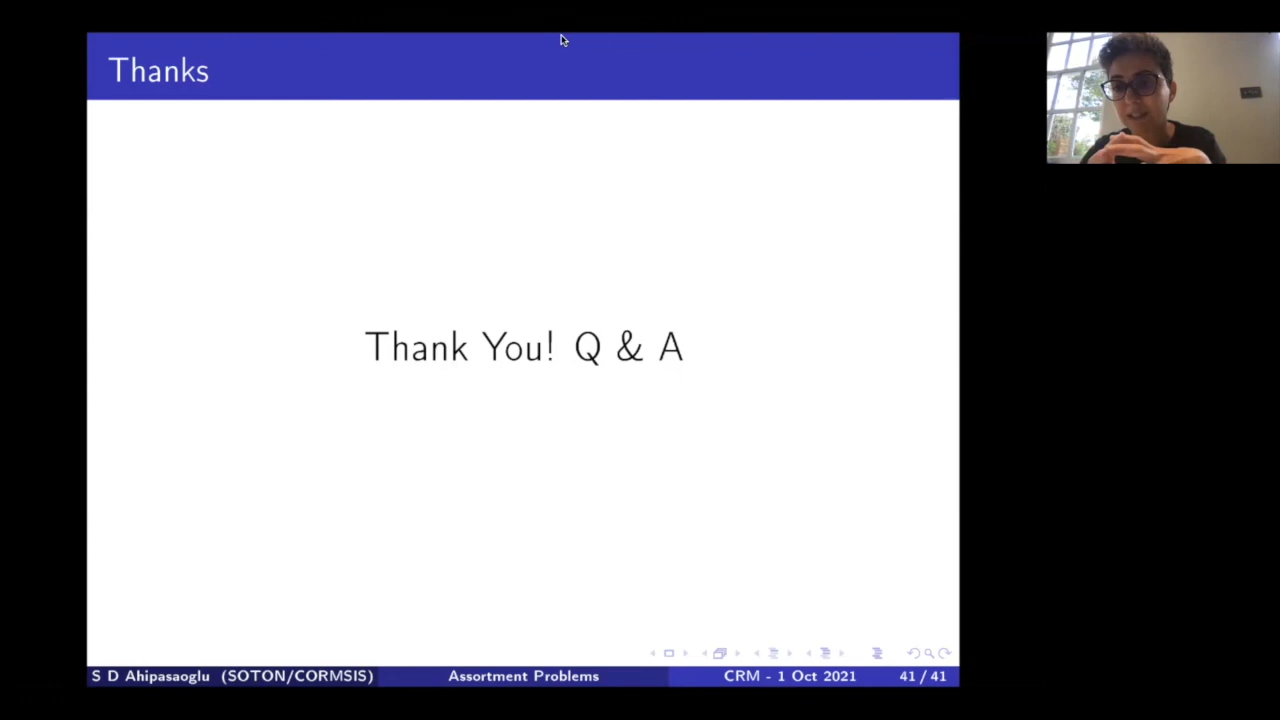 Thanks
Thank You! Q & A
S D Ahipasaoglu (SOTON/CORMSIS) Assortment Problems CRM - 1 Oct 2021 41 / 41